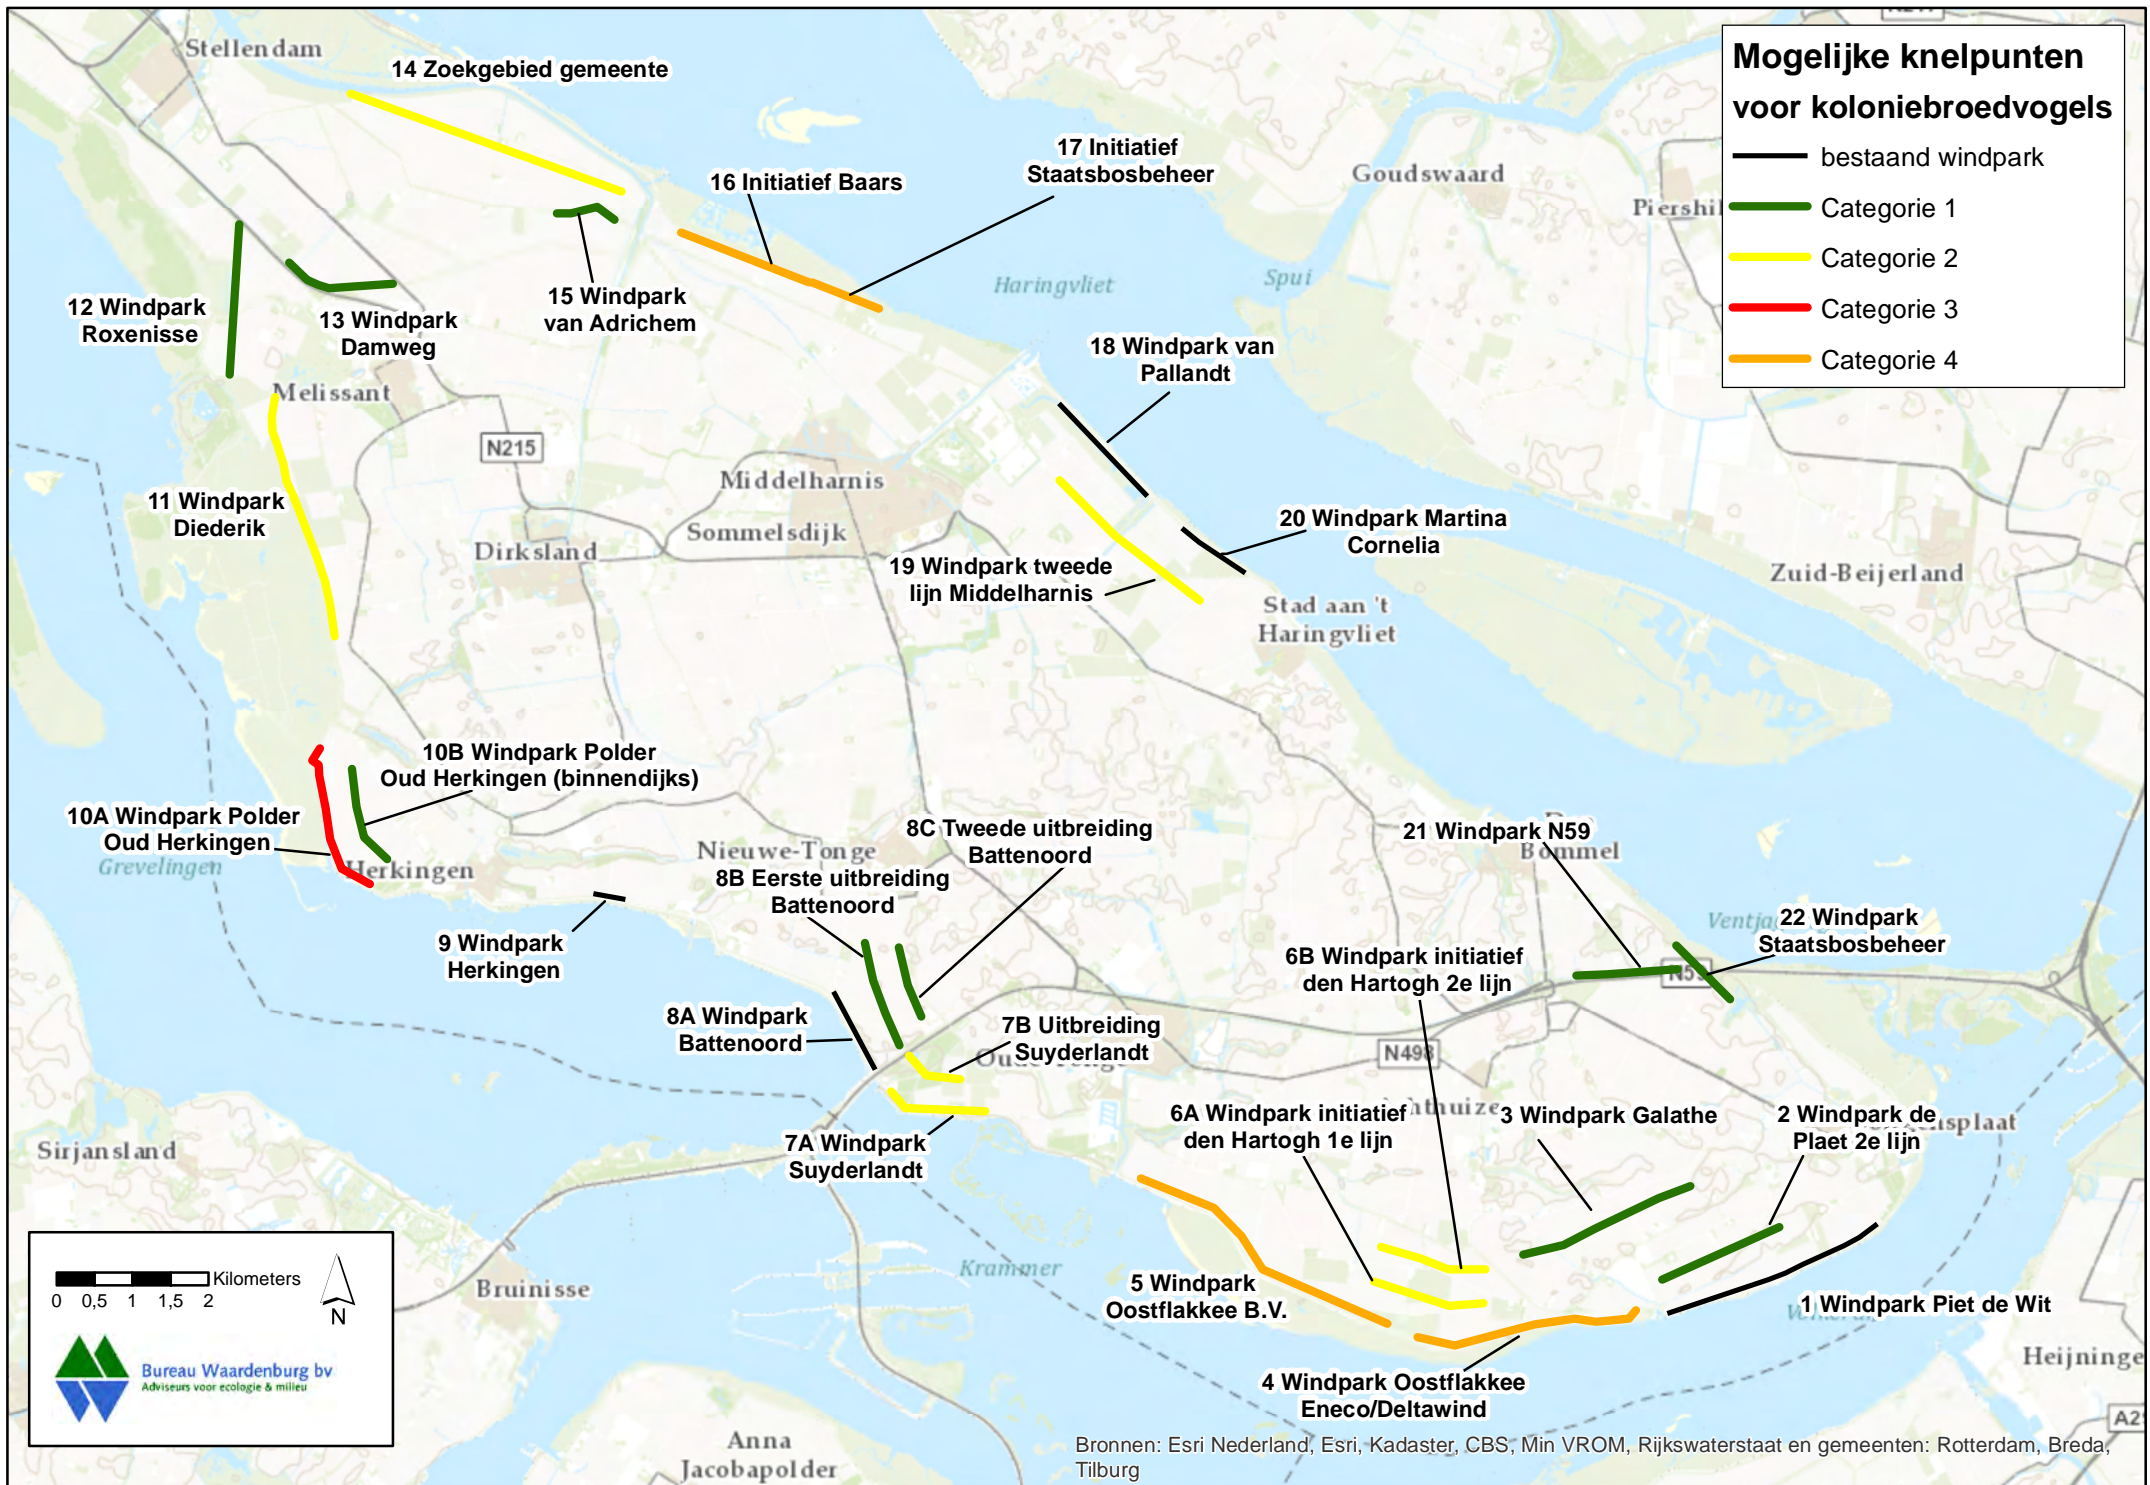 Stellendam
14 Zoekgebied gemeente
Mogelijke knelpunten
voor koloniebroedvogels
bestaand windpark
Categorie 1
Categorie 2
Categorie 3
Categorie 4
17 Initiatief
Staatsbosbeheer
16 Initiatief Baars
Goudswaard
Haringvliet
Spui
12 Windpark
Roxenisse
13 Windpark
Damweg
15 Windpark
van Adrichem
18 Windpark van
Pallandt
Melissant
N215
Middelharnis
Sommelsdijk
Dirksland
11 Windpark
Diederik
20 Windpark Martina
Cornelia
19 Windpark tweede
lijn Middelharnis
Stad aan 't
Haringvliet
Zuid-Beijerland
10B Windpark Polder
Oud Herkingen (binnendijks)
10A Windpark Polder
Oud Herkingen
Grevelingen
Herkingen
Nieuwe-Tonge
8C Tweede uitbreiding
Battenoord
8B Eerste uitbreiding
Battenoord
21 Windpark N59
Bommel
9 Windpark
Herkingen
22 Windpark
Staatsbosbeheer
N59
6B Windpark initiatief
den Hartogh 2e lijn
8A Windpark
Battenoord
7B Uitbreiding
Suyderlandt
N498
6A Windpark initiatief
den Hartogh 1e lijn
3 Windpark Galathe
2 Windpark de
Plaet 2e lijn
7A Windpark
Suyderlandt
Sirjansland
Krammer
Bruinisse
5 Windpark
Oostflakkee B.V.
1 Windpark Piet de Wit
4 Windpark Oostflakkee
Eneco/Deltawind
Kilometers
0 0,5 1 1,5 2
N
Bureau Waardenburg bv
Adviseurs voor ecologie & milieu
Anna
Jacobapolder
Bronnen: Esri Nederland, Esri, Kadaster, CBS, Min VROM, Rijkswaterstaat en gemeenten: Rotterdam, Breda,
Tilburg